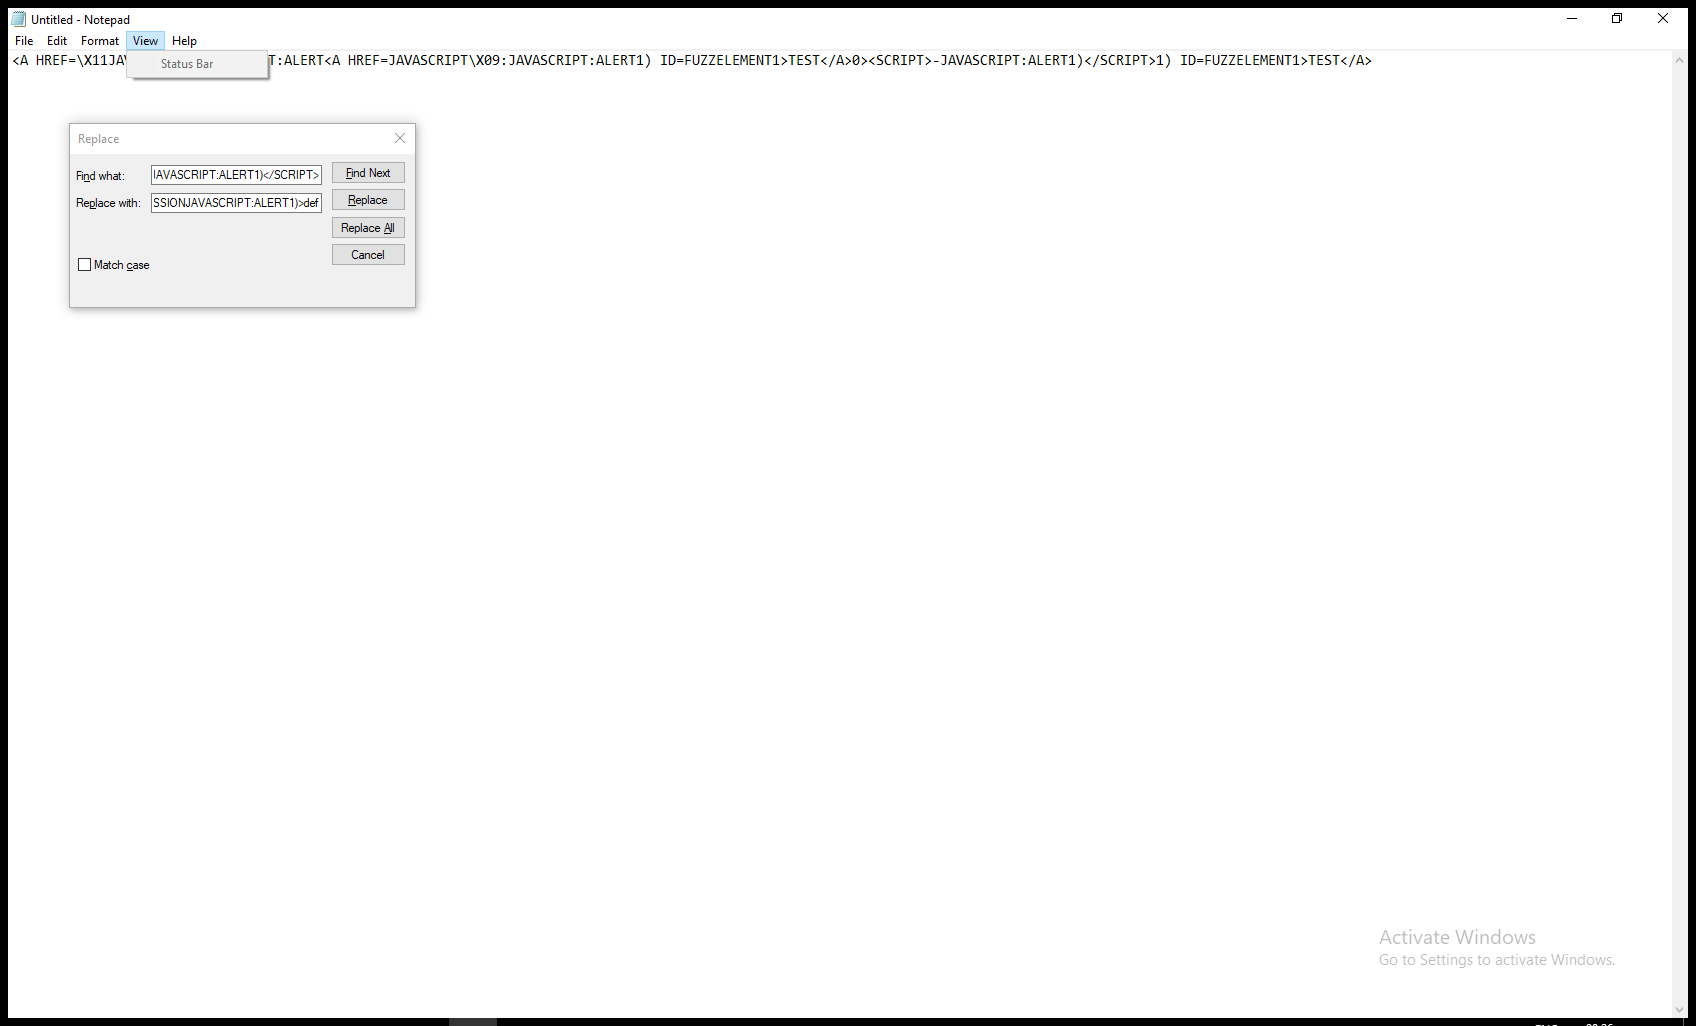 Untitled - Notepad
File Edit Format View Help
<A HREF=\X11JA T:ALERT<A HREF=JAVASCRIPT\X09:JAVASCRIPT:ALERT1) ID=FUZZELEMENT1>TEST</A>0><SCRIPT>-JAVASCRIPT:ALERT1)</SCRIPT>1) ID=FUZZELEMENT1>TEST</A>
Status Bar
Replace
Find what: AVASCRIPT:ALERT1)</SCRIPT> Find Next
Replace with: SSIONJAVASCRIPT:ALERT1)>def Replace
Replace All
Cancel
Match case
Activate Windows
Go to Settings to activate Windows.